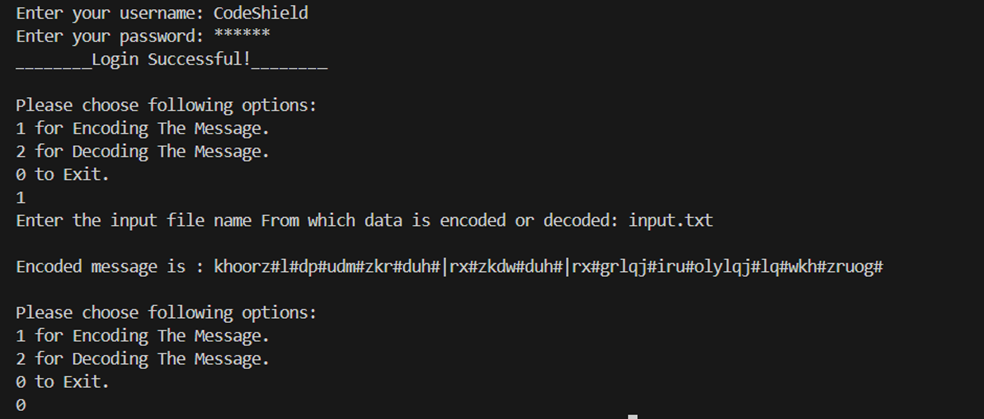 Enter your username: CodeShield
Enter your password: ******
________Login Successful!________
Please choose following options:
1 for Encoding The Message.
2 for Decoding The Message.
0 to Exit.
1
Enter the input file name From which data is encoded or decoded: input.txt
Encoded message is : khoorz#l#dp#udm#zkr#duh#|rx#zkdw#duh#|rx#grlqj#iru#olylqj#lq#wkh#zruog#
Please choose following options:
1 for Encoding The Message.
2 for Decoding The Message.
0 to Exit.
0